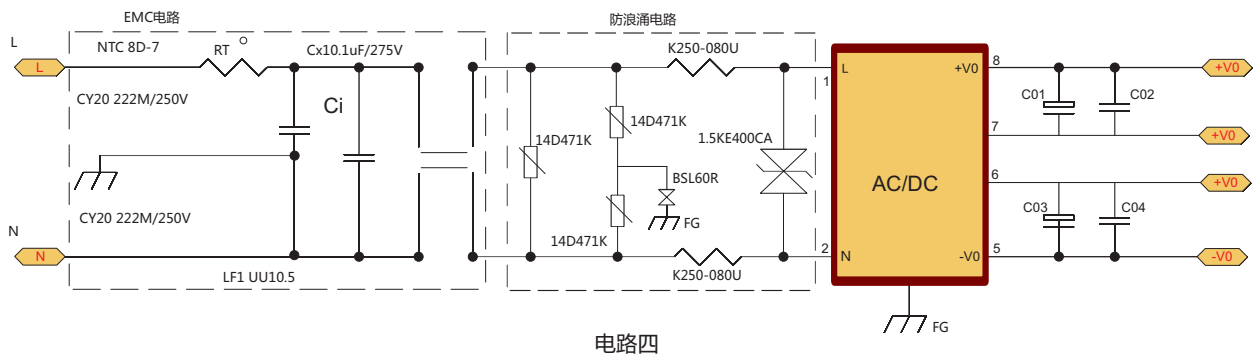 EMC电路
防浪涌电路
L
NTC 8D-7
RT
Cx10.1uF/275V
K250-080U
L
1
L
+V0
8
+V0
CY20 222M/250V
Ci
C01
C02
14D471K
14D471K
1.5KE400CA
7
+V0
AC/DC
BSL60R
6
+V0
CY20 222M/250V
FG
C03
C04
N
14D471K
N
2
N
-V0
5
-V0
LF1 UU10.5
K250-080U
FG
电路四